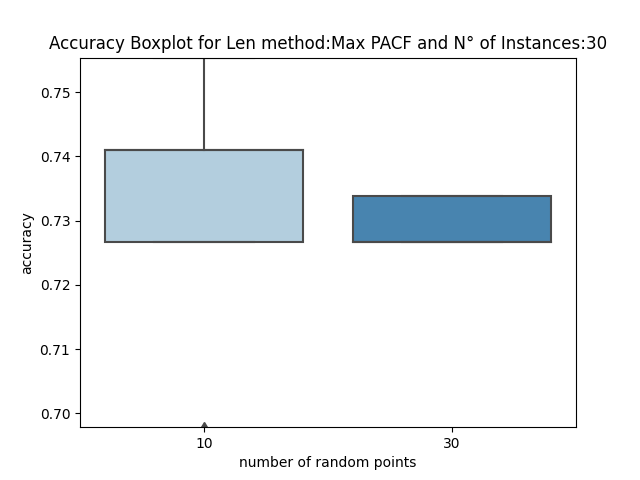 Accuracy Boxplot for Len method:Max PACF and N° of Instances:30
0.75
0.74
0.73
0.72
0.71
0.70
accuracy
10
30
number of random points